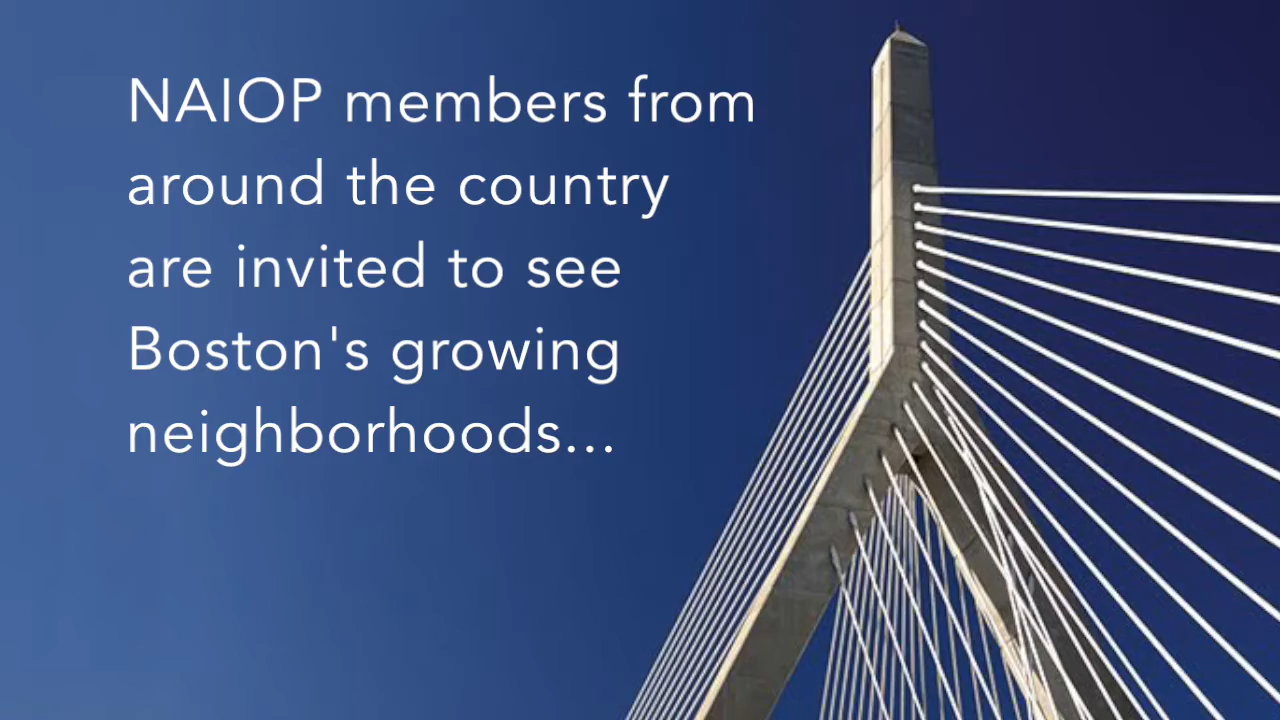 NAIOP members from
around the country
are invited to see
Boston's growing
neighborhoods...